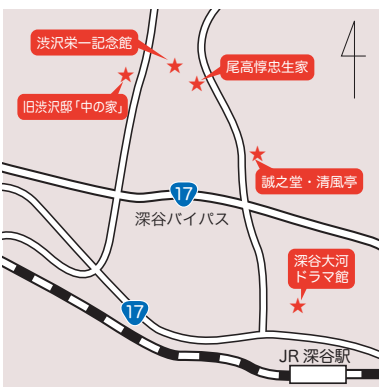 渋沢栄一記念館
尾高惇忠生家
旧渋沢邸「中の家」
誠之堂・清風亭
17
深谷バイパス
深谷大河
ドラマ館
17
JR 深谷駅